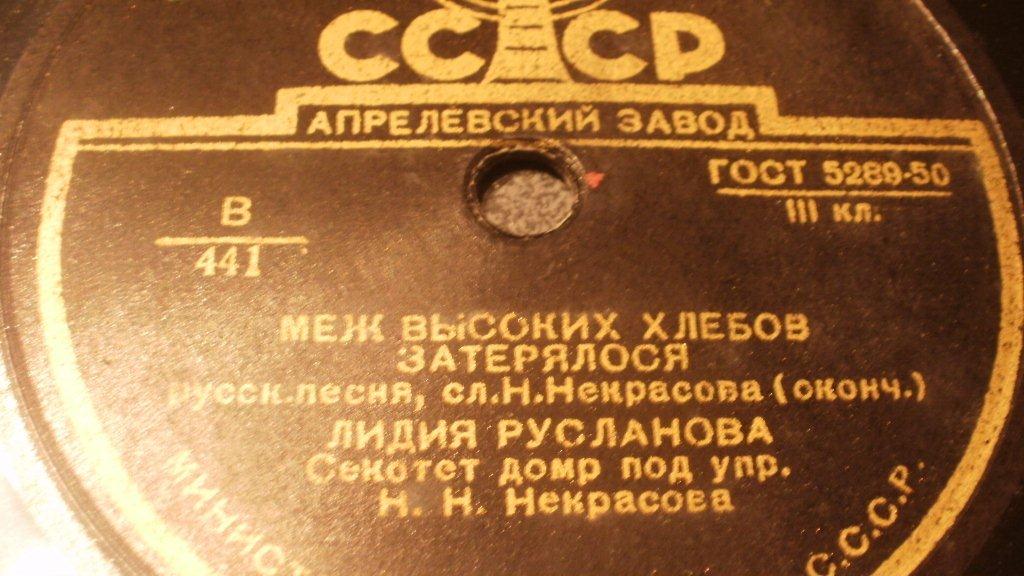 СССР
АПРЕЛЕВСКИЙ ЗАВОД
ГОСТ 5289-50
III кл.
В
441
МЕЖ ВЫСОКИХ ХЛЕБОВ
ЗАТЕРЯЛОСЯ
русск.песня, сл.Н.Некрасова (оконч.)
ЛИДИЯ РУСЛАНОВА
Секстет домр под упр.
Н. Н. Некрасова
С.С.С.Р.